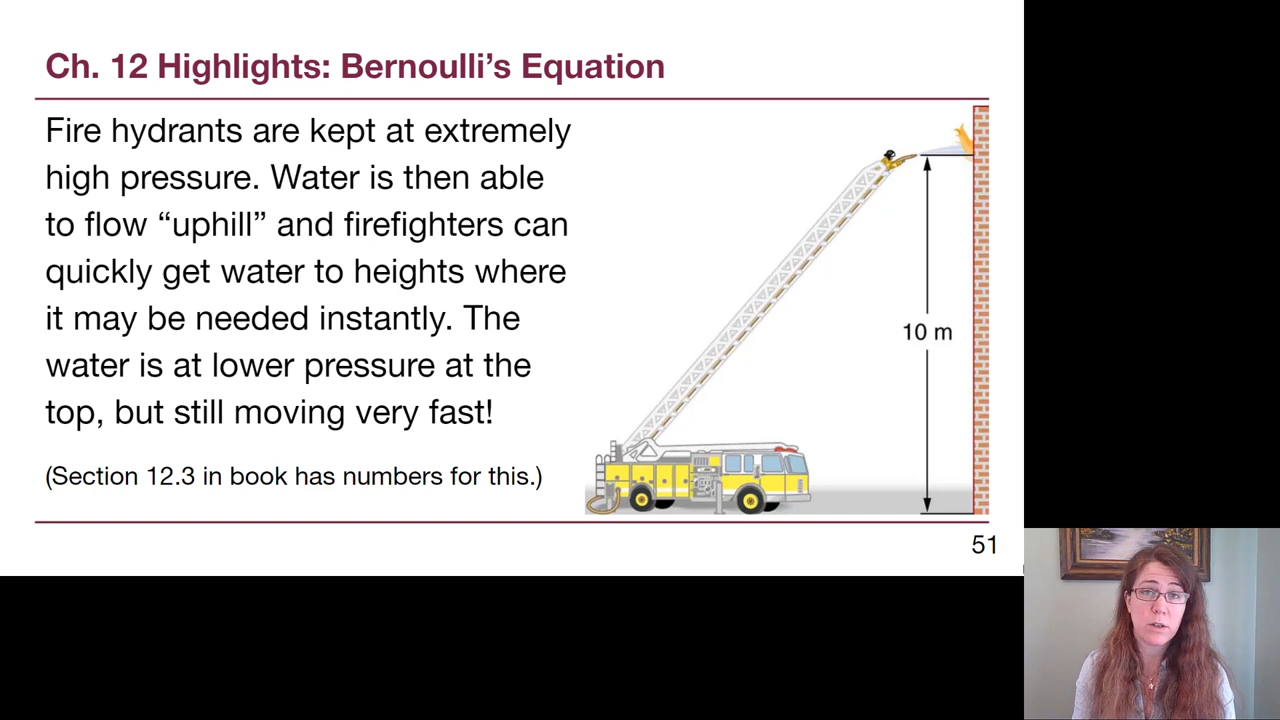 Ch. 12 Highlights: Bernoulli’s Equation
Fire hydrants are kept at extremely
high pressure. Water is then able
to flow “uphill” and firefighters can
quickly get water to heights where
it may be needed instantly. The
water is at lower pressure at the
top, but still moving very fast!
(Section 12.3 in book has numbers for this.)
10 m
51